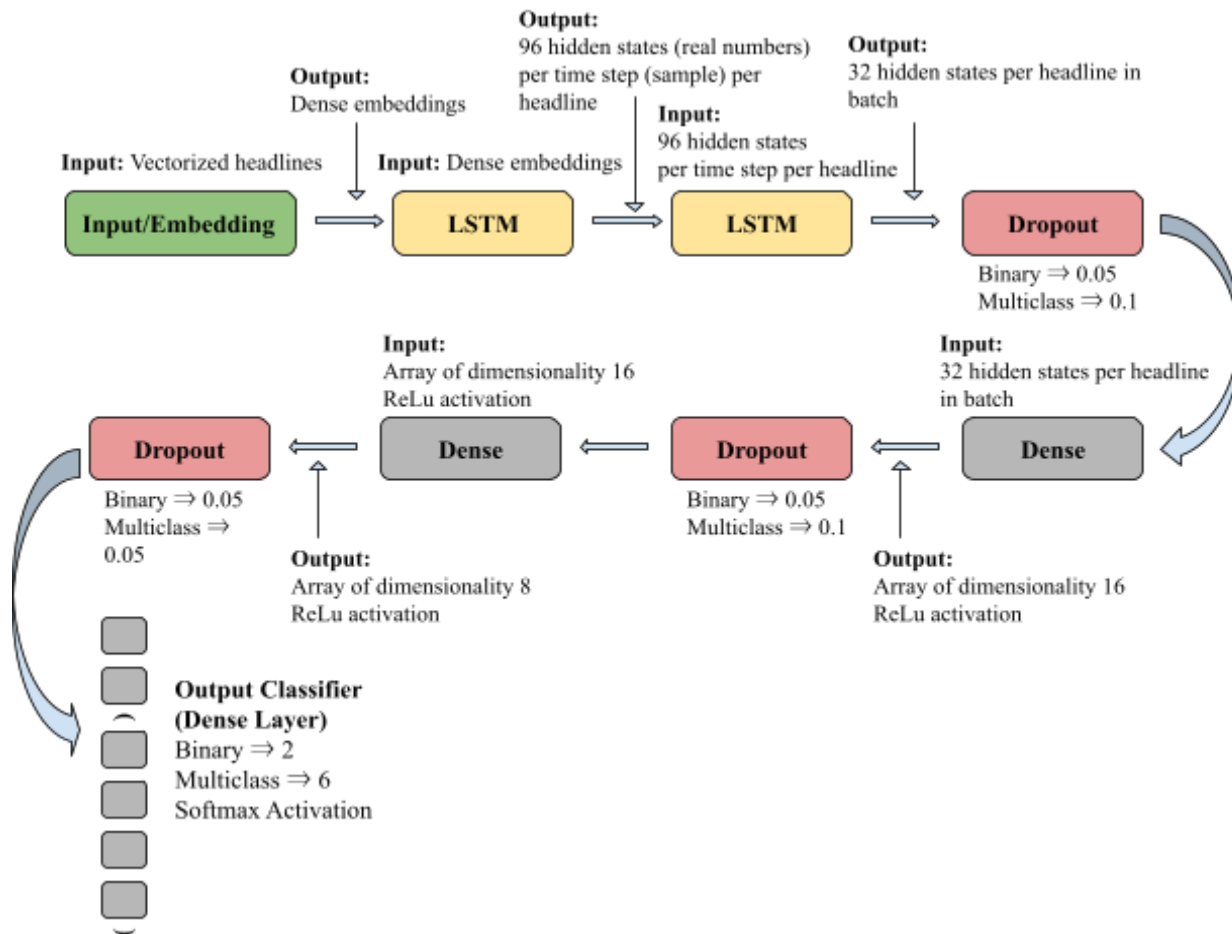 Output:
96 hidden states (real numbers)
per time step (sample) per
headline
Output:
32 hidden states per headline in
batch
Output:
Dense embeddings
Input:
96 hidden states
per time step per headline
Input: Vectorized headlines
Input: Dense embeddings
Input/Embedding
LSTM
LSTM
Dropout
Binary ⇒ 0.05
Multiclass ⇒ 0.1
Input:
32 hidden states per headline
in batch
Dense
Output:
Array of dimensionality 16
ReLu activation
Dropout
Binary ⇒ 0.05
Multiclass ⇒ 0.1
Input:
Array of dimensionality 16
ReLu activation
Dense
Output:
Array of dimensionality 8
ReLu activation
Dropout
Binary ⇒ 0.05
Multiclass ⇒
0.05
Output Classifier
(Dense Layer)
Binary ⇒ 2
Multiclass ⇒ 6
Softmax Activation